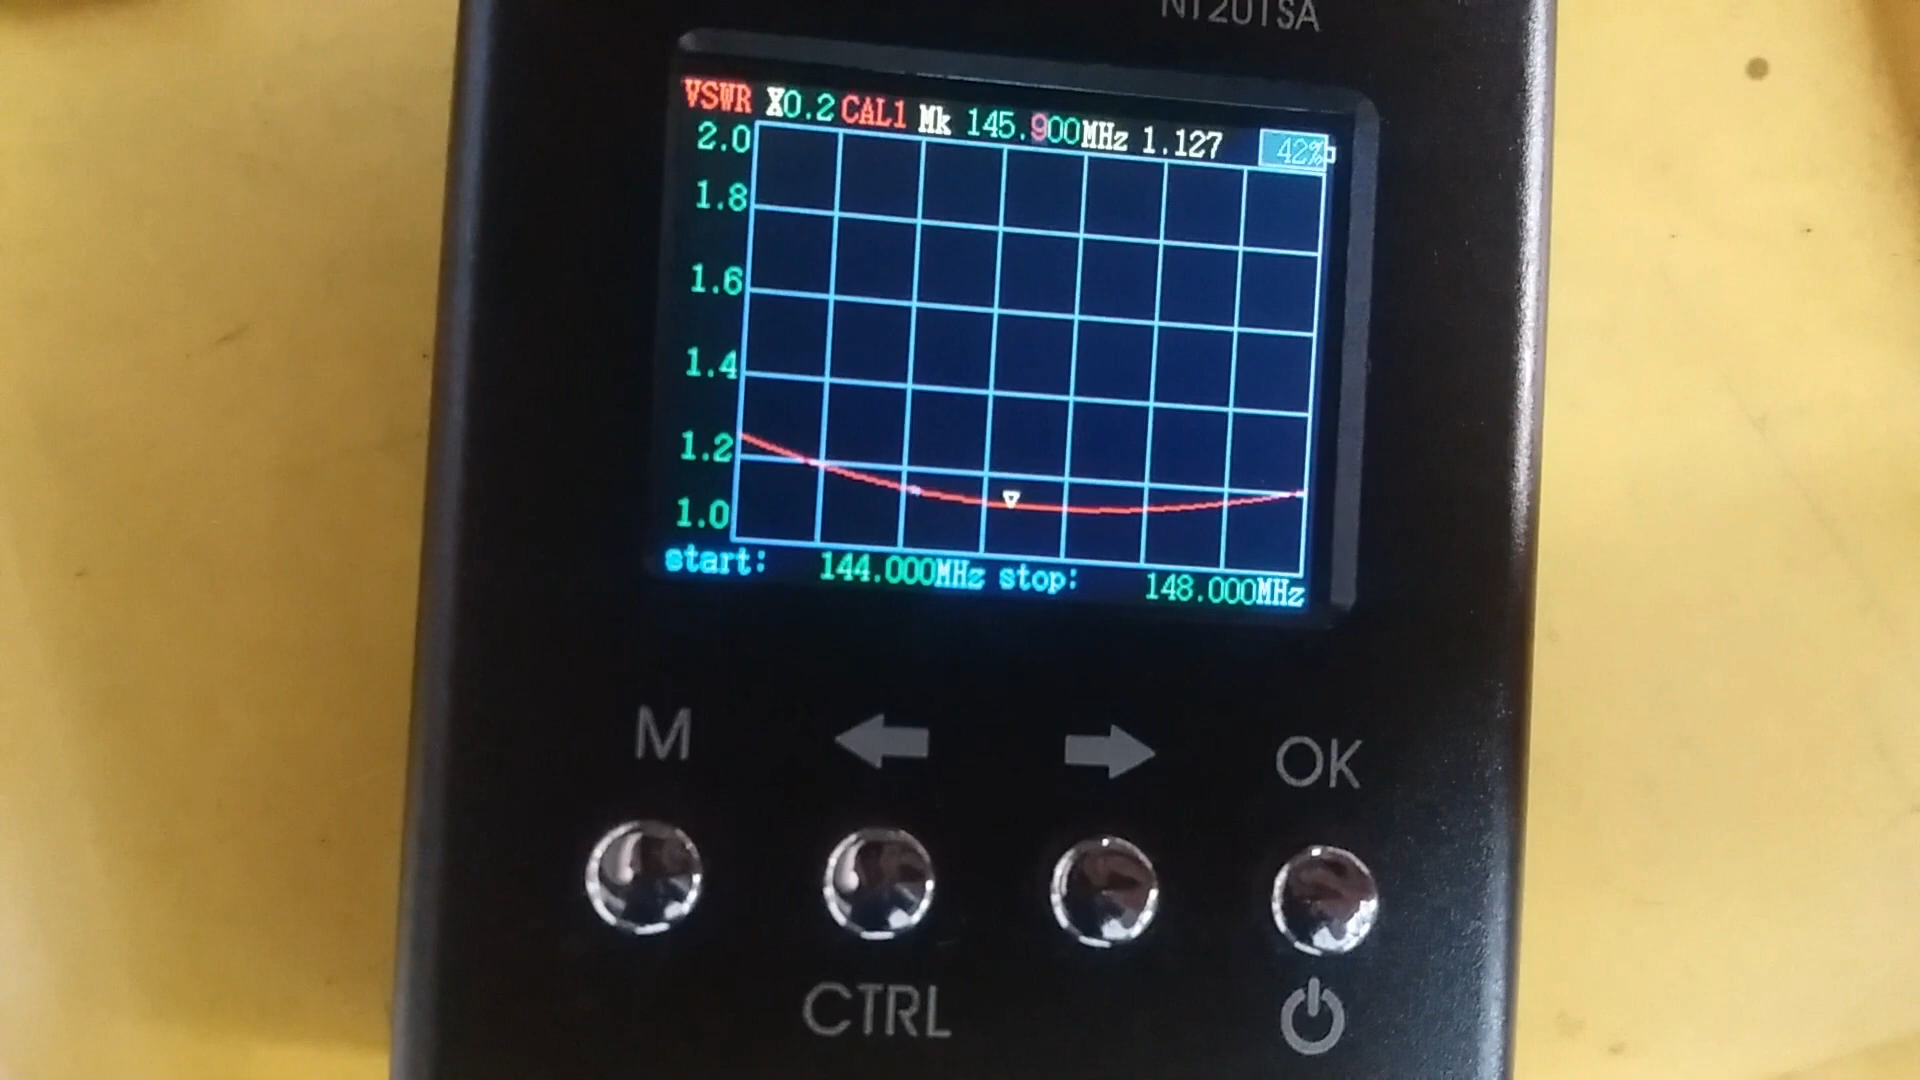 NT201SA
VSWR X0.2 CAL1 Mk 145.900MHz 1.127 42%
2.0
1.8
1.6
1.4
1.2
1.0
start: 144.000MHz stop: 148.000MHz
M OK
CTRL